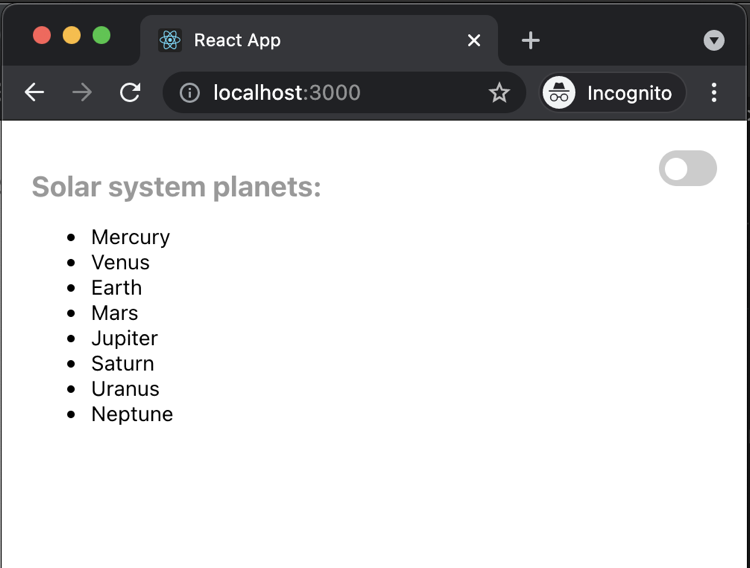 React App
localhost:3000
Incognito
Solar system planets:
Mercury
Venus
Earth
Mars
Jupiter
Saturn
Uranus
Neptune